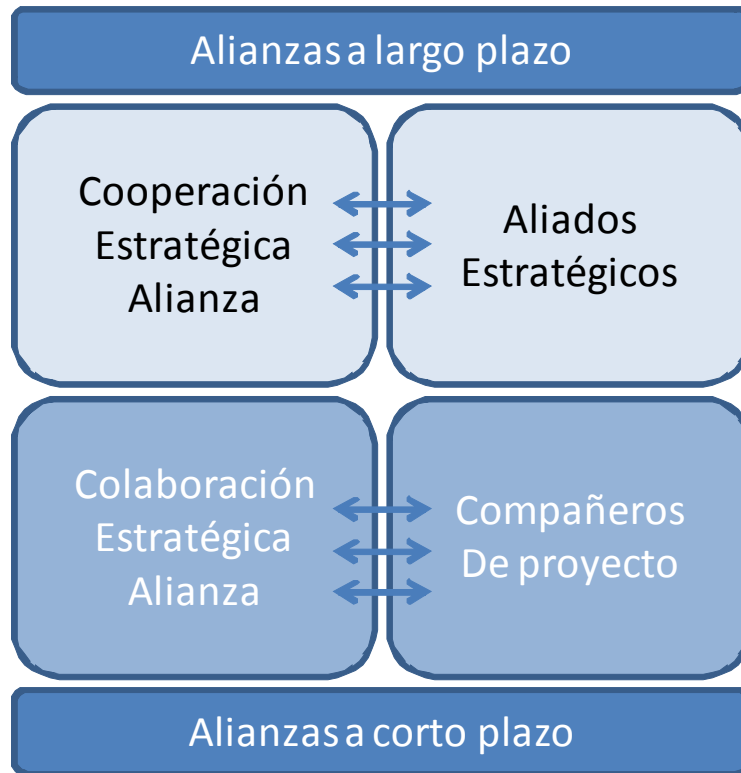 Alianzas a largo plazo
Cooperación
Estratégica
Alianza
Aliados
Estratégicos
Colaboración
Estratégica
Alianza
Compañeros
De proyecto
Alianzas a corto plazo